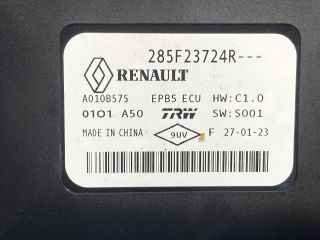 285F23724R---
RENAULT
A010B575 EPB5 ECU HW:C1.0
0101 A50 TRW SW:S001
MADE IN CHINA 9UV F 27-01-23